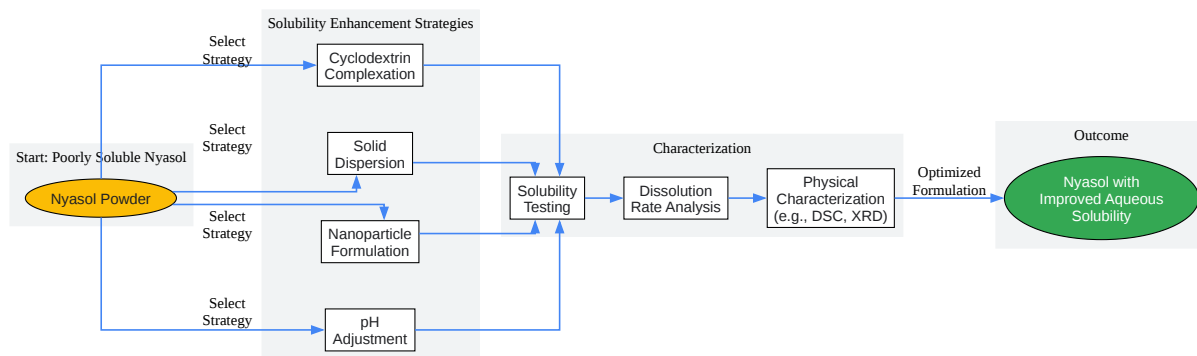 Solubility Enhancement Strategies
Select
Strategy
Cyclodextrin
Complexation
Select
Strategy
Start: Poorly Soluble Nyasol
Nyasol Powder
Solid
Dispersion
Select
Strategy
Nanoparticle
Formulation
Select
Strategy
pH
Adjustment
Characterization
Solubility
Testing
Dissolution
Rate Analysis
Physical
Characterization
(e.g., DSC, XRD)
Optimized
Formulation
Outcome
Nyasol with
Improved Aqueous
Solubility